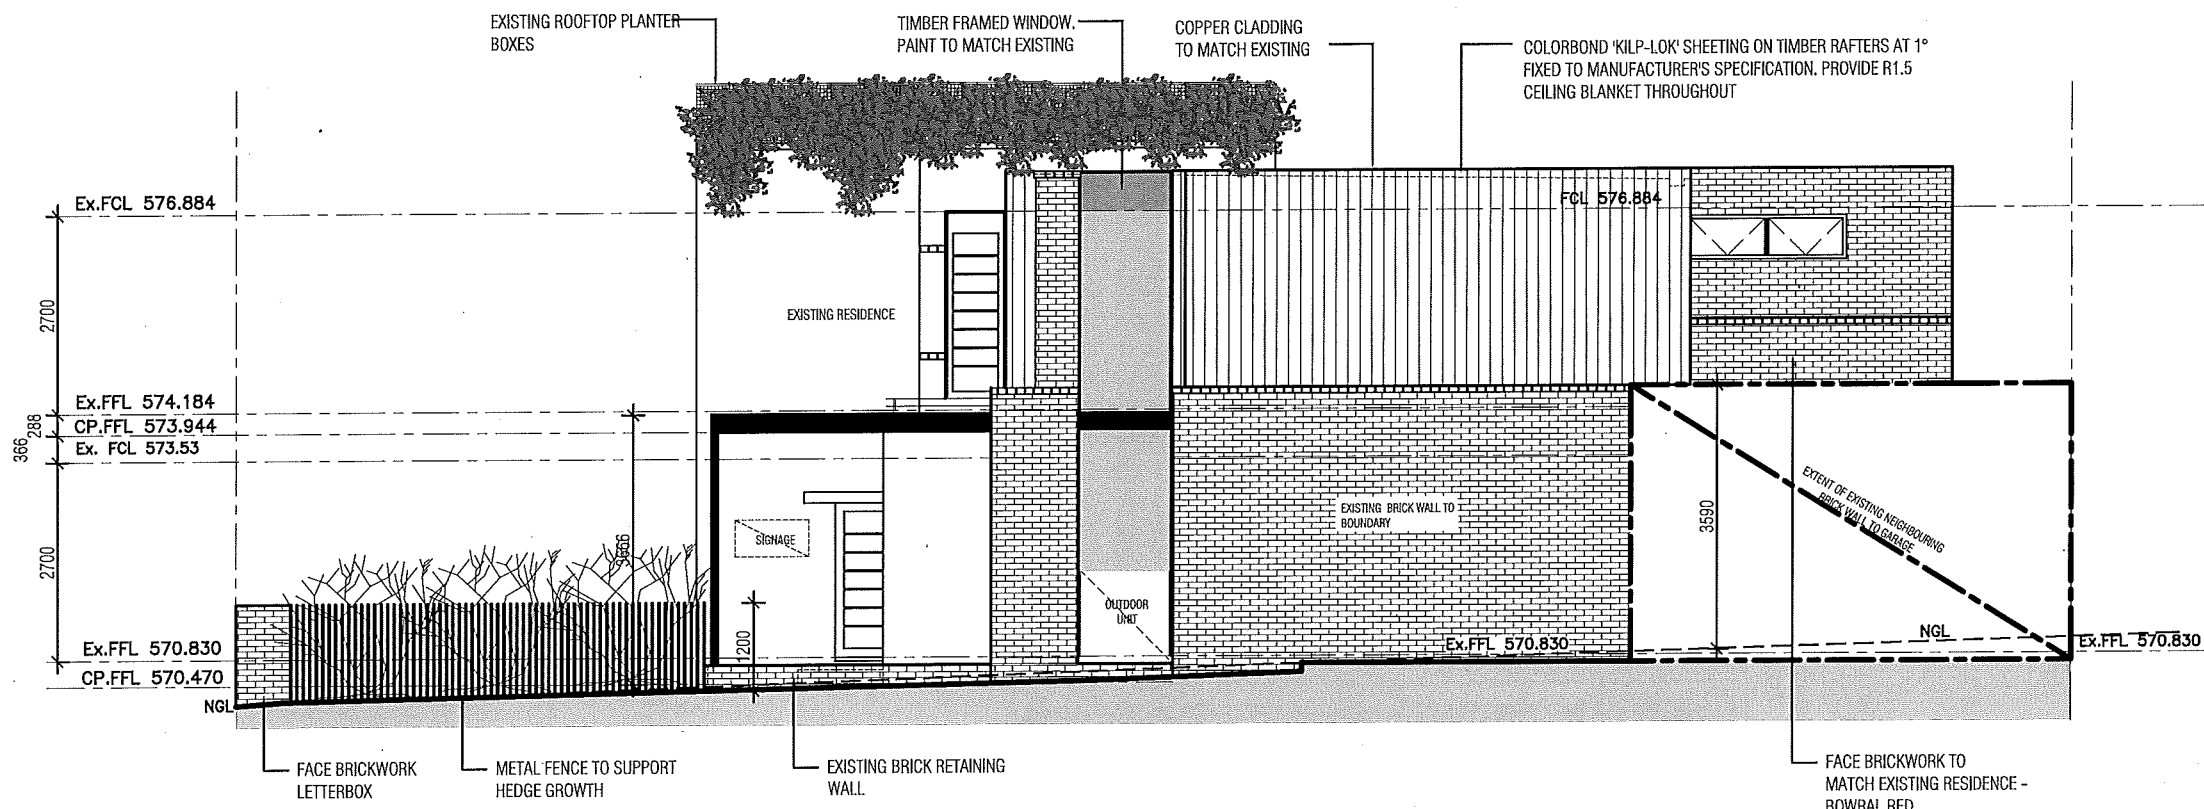 EXISTING ROOFTOP PLANTER
BOXES
TIMBER FRAMED WINDOW.
PAINT TO MATCH EXISTING
COPPER CLADDING
TO MATCH EXISTING
COLORBOND 'KILP-LOK' SHEETING ON TIMBER RAFTERS AT 1°
FIXED TO MANUFACTURER'S SPECIFICATION. PROVIDE R1.5
CEILING BLANKET THROUGHOUT
Ex.FCL 576.884
FCL 576.884
2700
EXISTING RESIDENCE
Ex.FFL 574.184
288
CP.FFL 573.944
366
Ex. FCL 573.53
EXTENT OF EXISTING NEIGHBOURING
BRICK WALL TO GARAGE
3590
EXISTING BRICK WALL TO
BOUNDARY
SIGNAGE
3666
2700
OUTDOOR
UNIT
1200
NGL
Ex.FFL 570.830
Ex.FFL 570.830
Ex.FFL 570.830
CP.FFL 570.470
NGL
FACE BRICKWORK
LETTERBOX
METAL FENCE TO SUPPORT
HEDGE GROWTH
EXISTING BRICK RETAINING
WALL
FACE BRICKWORK TO
MATCH EXISTING RESIDENCE -
BOWRAL RED